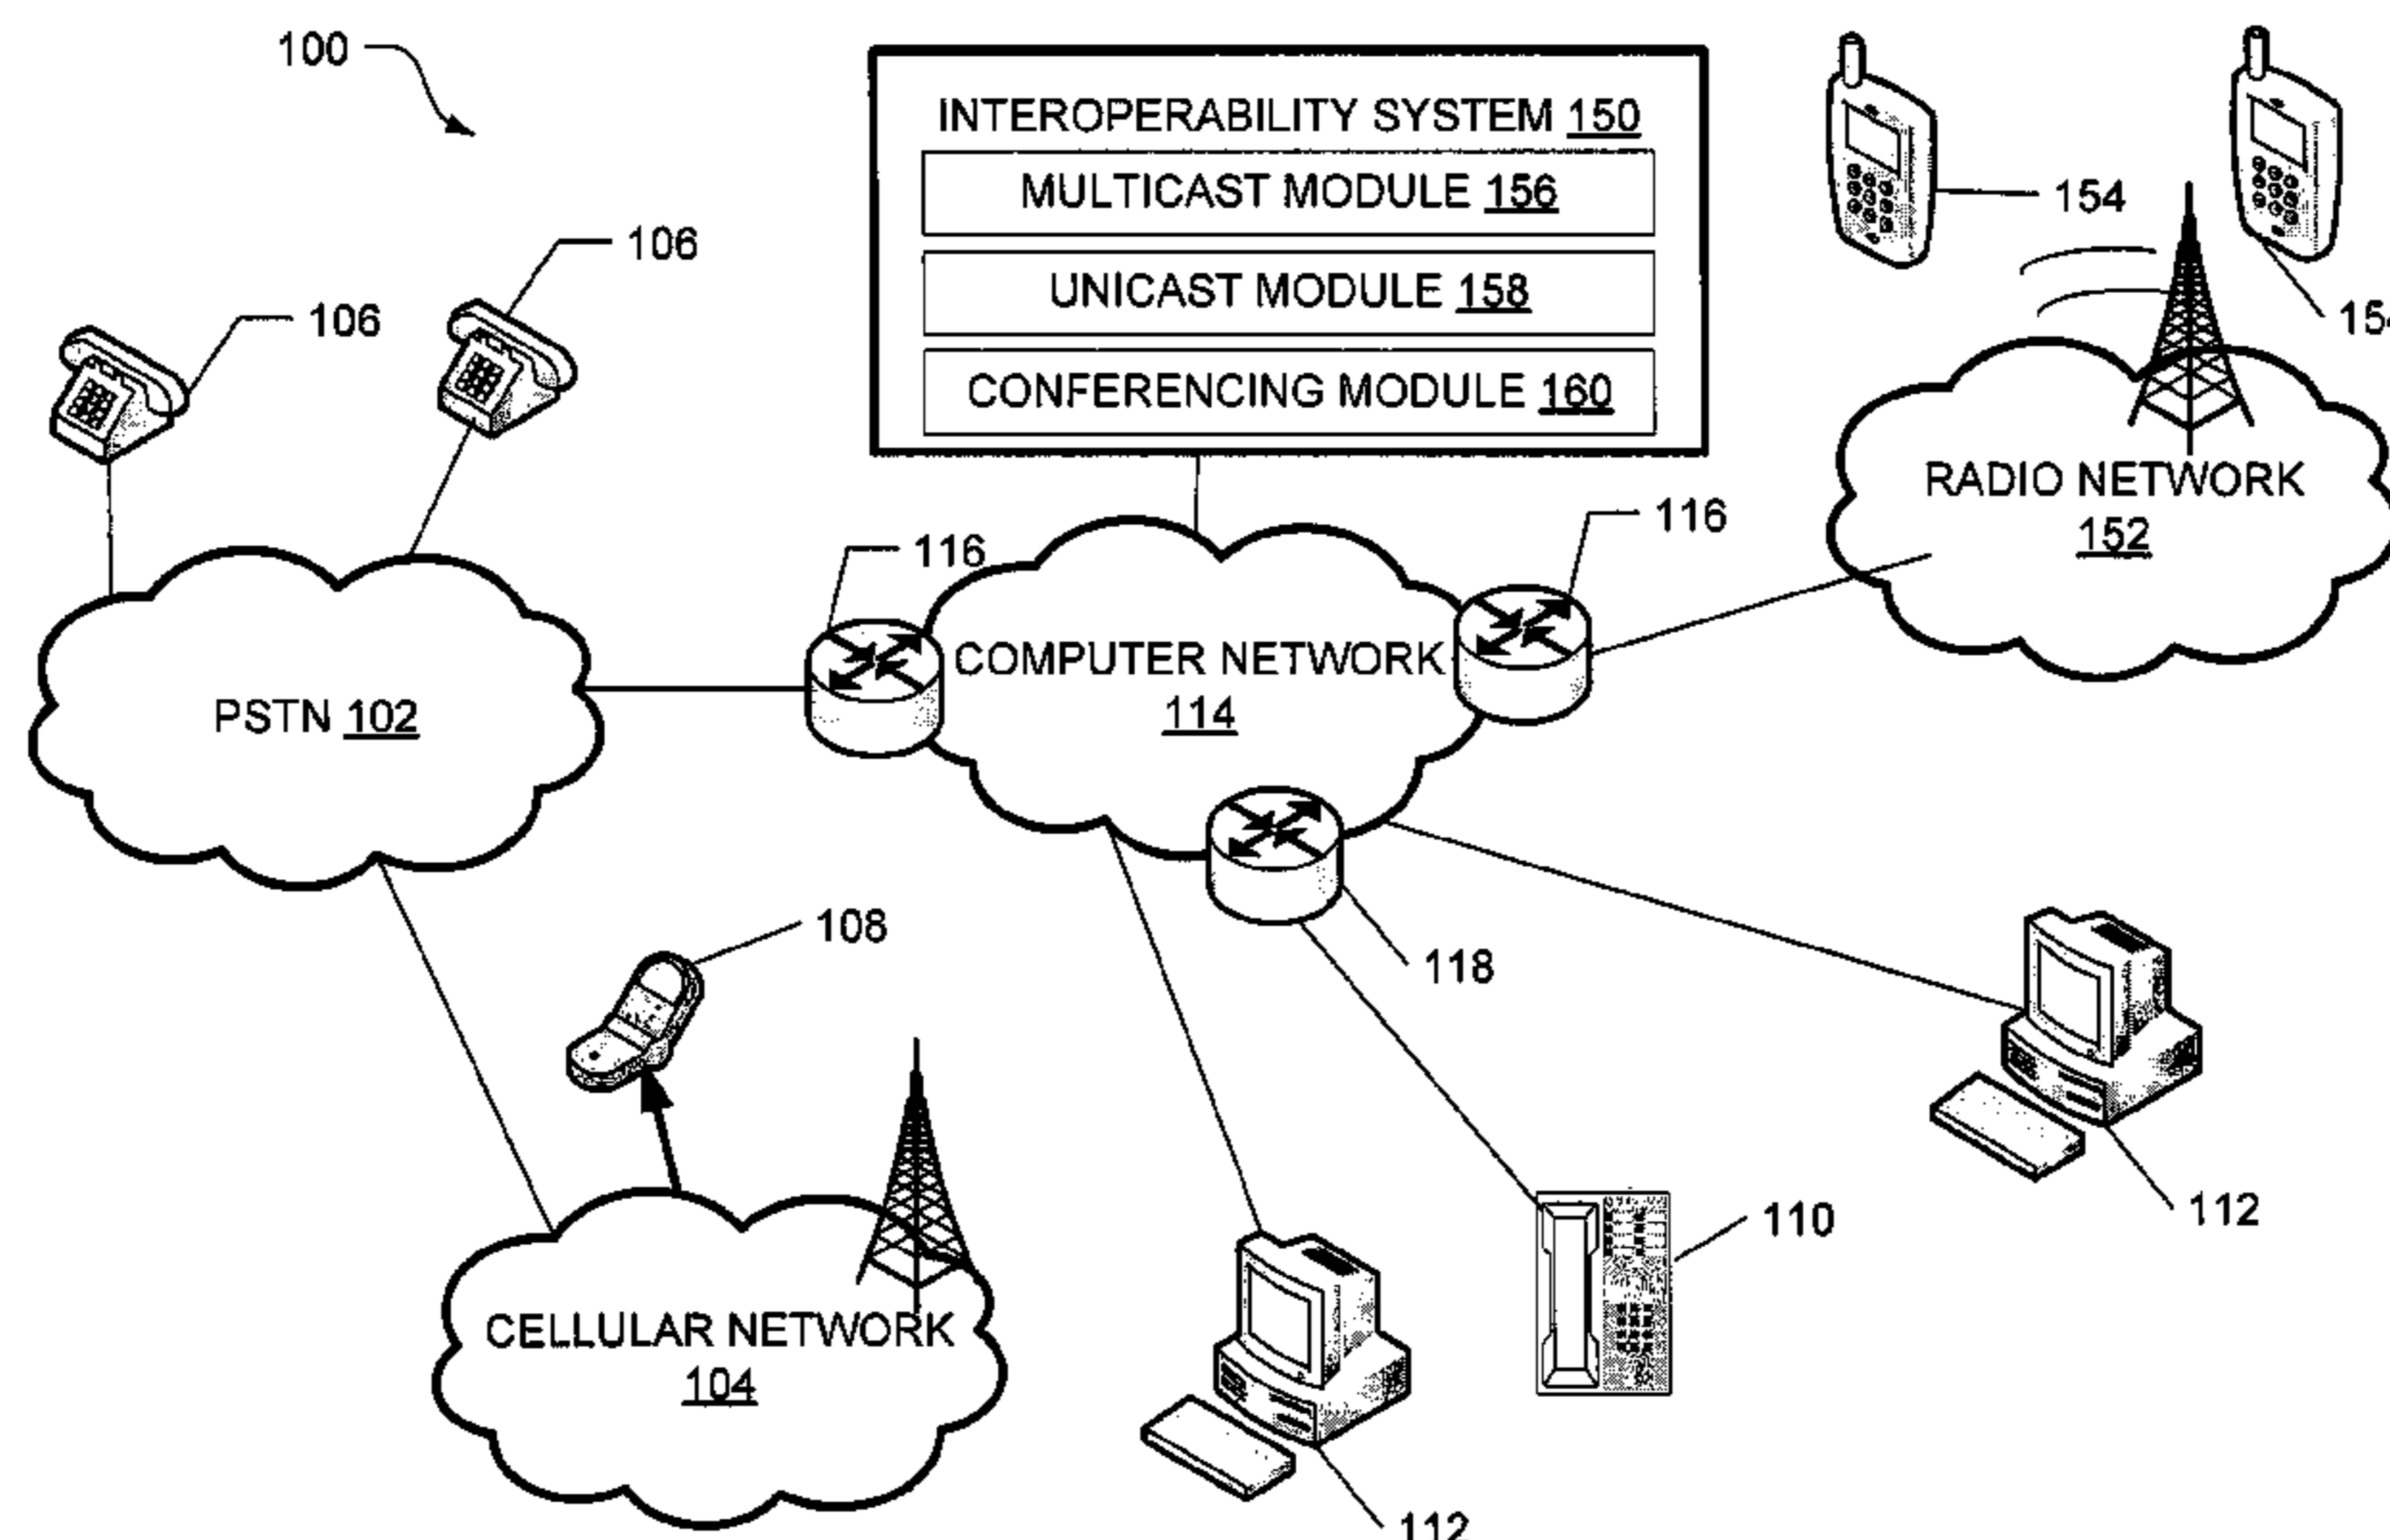 100
INTEROPERABILITY SYSTEM 150
MULTICAST MODULE 156
UNICAST MODULE 158
CONFERENCING MODULE 160
154
106
106
RADIO NETWORK
152
116
116
COMPUTER NETWORK
114
PSTN 102
108
118
110
112
CELLULAR NETWORK
104
112